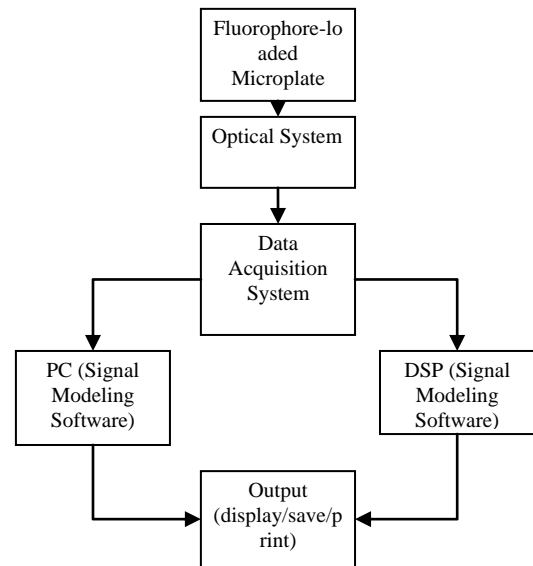 Fluorophore-lo
aded
Microplate
Optical System
Data
Acquisition
System
PC (Signal
Modeling
Software)
DSP (Signal
Modeling
Software)
Output
(display/save/p
rint)